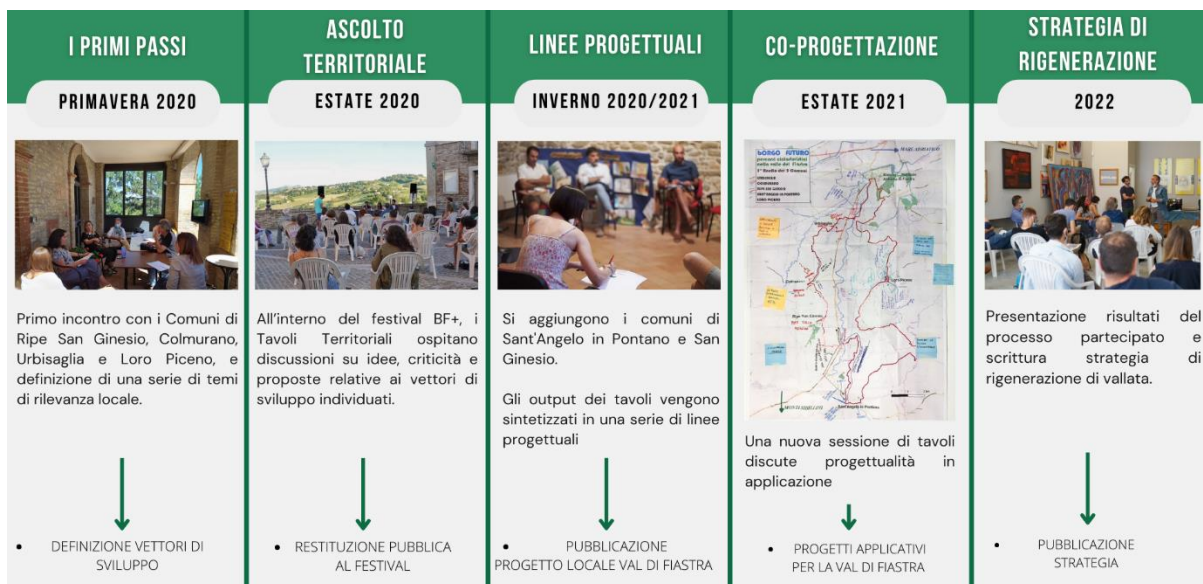 I PRIMI PASSI
PRIMAVERA 2020
Primo incontro con i Comuni di
Ripe San Ginesio, Colmurano,
Urbisaglia e Loro Piceno, e
definizione di una serie di temi
di rilevanza locale.
• DEFINIZIONE VETTORI DI
SVILUPPO
ASCOLTO
TERRITORIALE
ESTATE 2020
All'interno del festival BF+, i
Tavoli Territoriali ospitano
discussioni su idee, criticità e
proposte relative ai vettori di
sviluppo individuati.
• RESTITUZIONE PUBBLICA
AL FESTIVAL
LINEE PROGETTUALI
INVERNO 2020/2021
Si aggiungono i comuni di
Sant'Angelo in Pontano e San
Ginesio.
Gli output dei tavoli vengono
sintetizzati in una serie di linee
progettuali
• PUBBLICAZIONE
PROGETTO LOCALE VAL DI FIASTRA
CO-PROGETTAZIONE
ESTATE 2021
BORGO FUTURO
Una nuova sessione di tavoli
discute progettualità in
applicazione
• PROGETTI APPLICATIVI
PER LA VAL DI FIASTRA
STRATEGIA DI
RIGENERAZIONE
2022
Presentazione risultati del
processo partecipato e
scrittura strategia di
rigenerazione di vallata.
• PUBBLICAZIONE
STRATEGIA